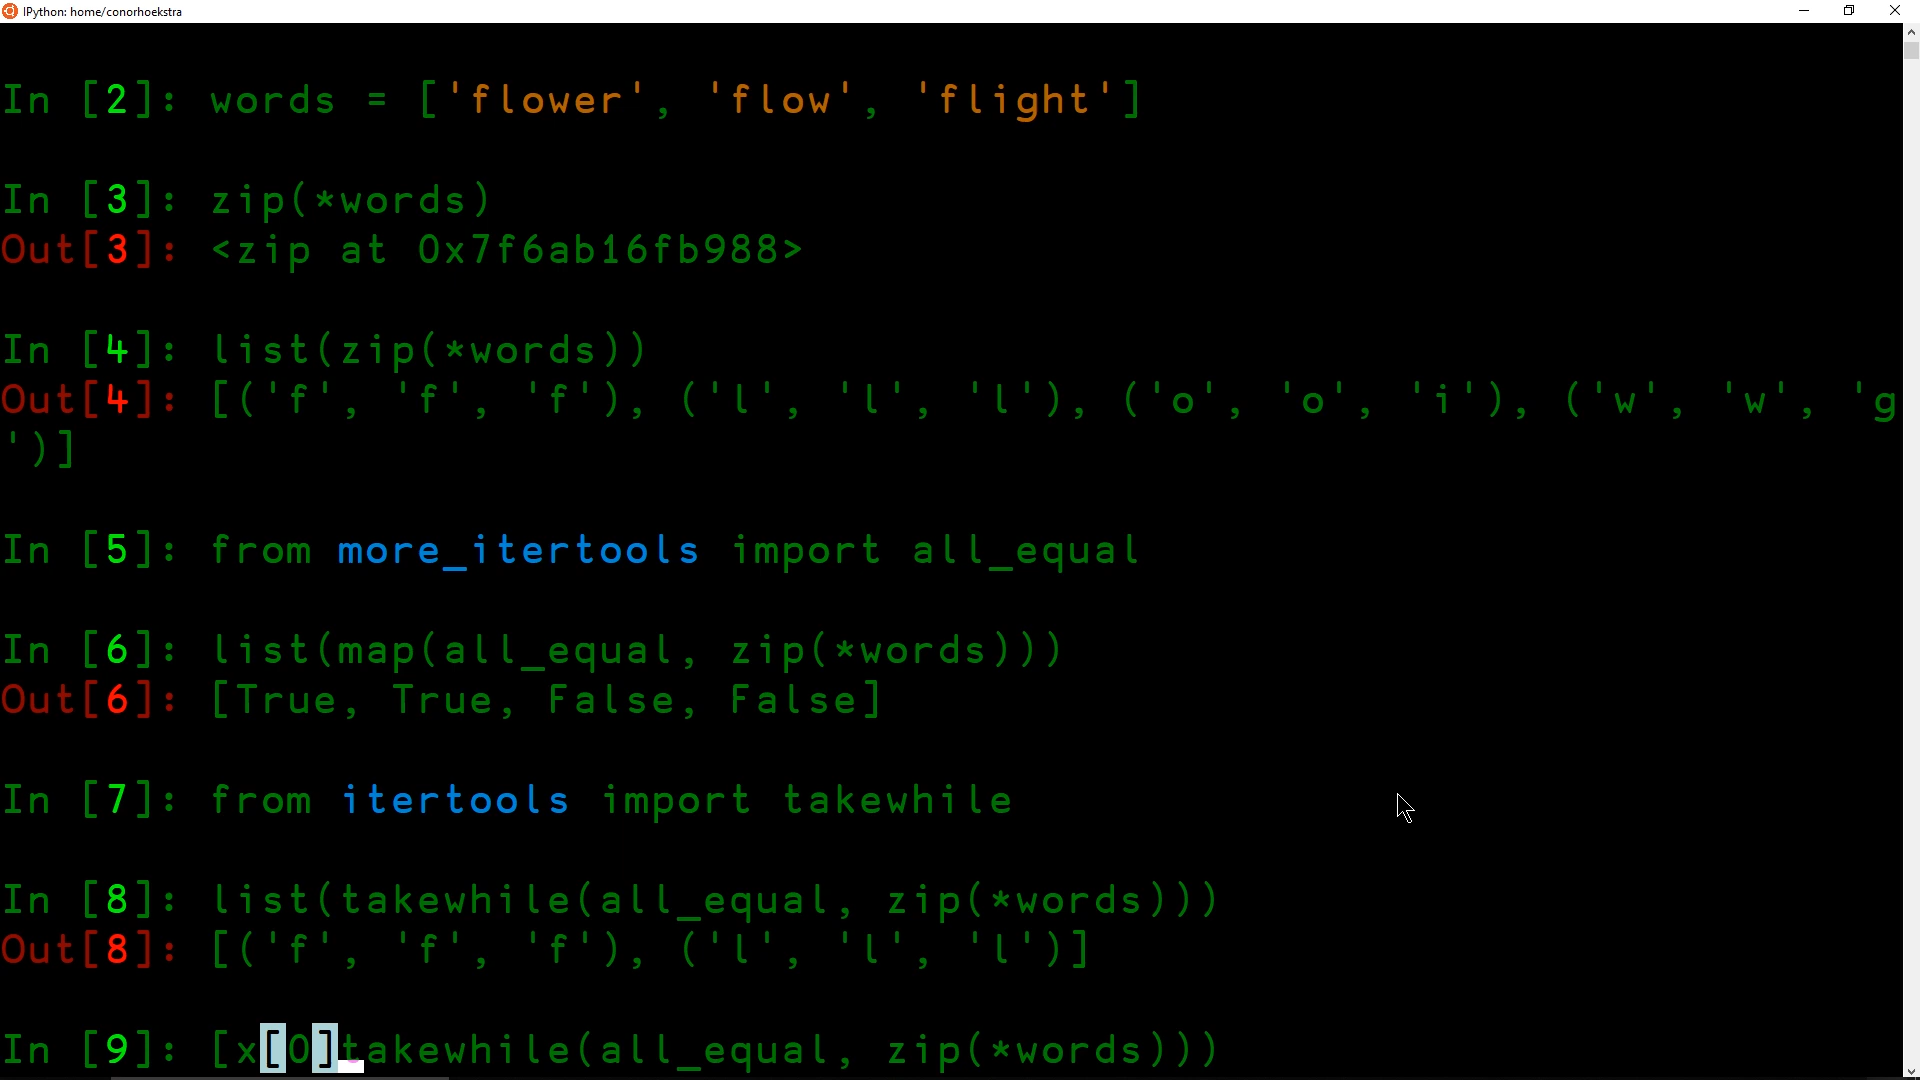 IPython: home/conorhoekstra
In [2]: words = ['flower', 'flow', 'flight']
In [3]: zip(*words)
Out[3]: <zip at 0x7f6ab16fb988>
In [4]: list(zip(*words))
Out[4]: [('f', 'f', 'f'), ('l', 'l', 'l'), ('o', 'o', 'i'), ('w', 'w', 'g
')]
In [5]: from more_itertools import all_equal
In [6]: list(map(all_equal, zip(*words)))
Out[6]: [True, True, False, False]
In [7]: from itertools import takewhile
In [8]: list(takewhile(all_equal, zip(*words)))
Out[8]: [('f', 'f', 'f'), ('l', 'l', 'l')]
In [9]: [x[0]takewhile(all_equal, zip(*words)))